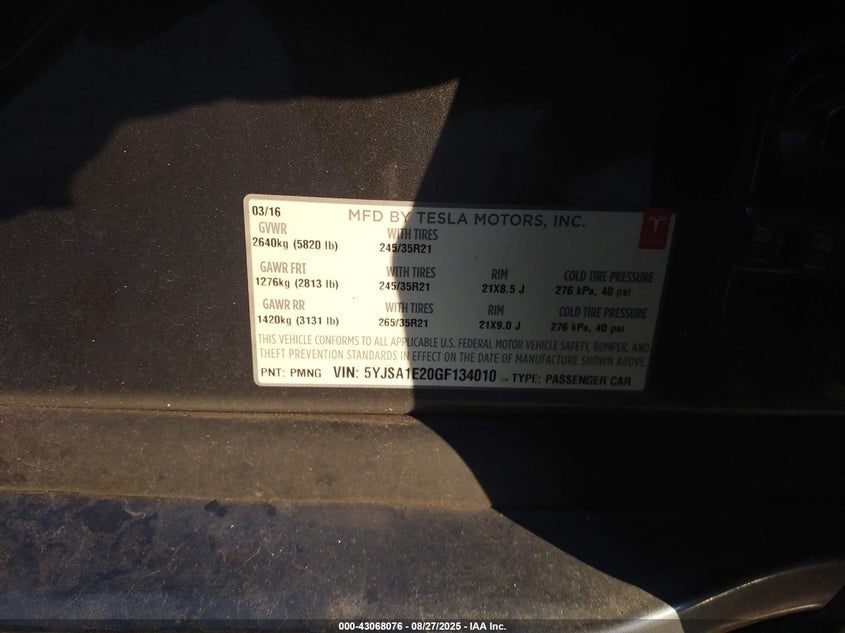 03/16 MFD BY TESLA MOTORS, INC.
GVWR WITH TIRES
2640kg (5820 lb) 245/35R21
GAWR FRT WITH TIRES RIM COLD TIRE PRESSURE
1276kg (2813 lb) 245/35R21 21X8.5 J 276 kPa, 40 psi
GAWR RR WITH TIRES RIM COLD TIRE PRESSURE
1420kg (3131 lb) 265/35R21 21X9.0 J 276 kPa, 40 psi
THIS VEHICLE CONFORMS TO ALL APPLICABLE U.S. FEDERAL MOTOR VEHICLE SAFETY, BUMPER, AND
THEFT PREVENTION STANDARDS IN EFFECT ON THE DATE OF MANUFACTURE SHOWN ABOVE.
PNT: PMNG VIN: 5YJSA1E20GF134010 TYPE: PASSENGER CAR
000-43068076 - 08/27/2025 - IAA Inc.